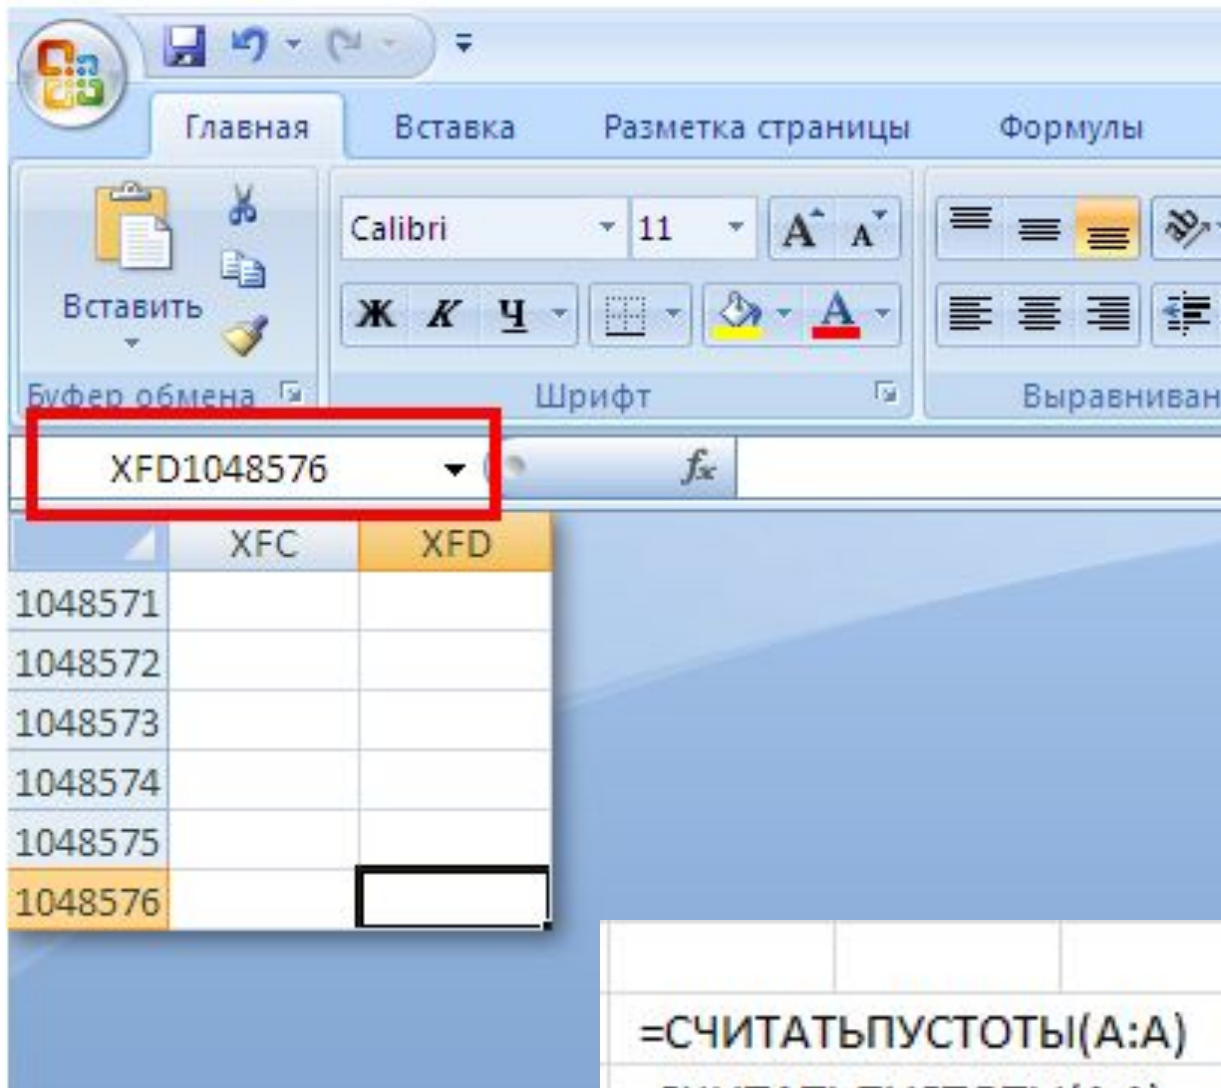 Главная Вставка Разметка страницы Формулы
Calibri 11 A A
Вставить Ж К Ч A
Буфер обмена Шрифт Выравниван
XFD1048576 fx
XFC XFD
1048571
1048572
1048573
1048574
1048575
1048576
=СЧИТАТЬПУСТОТЫ(A:A)